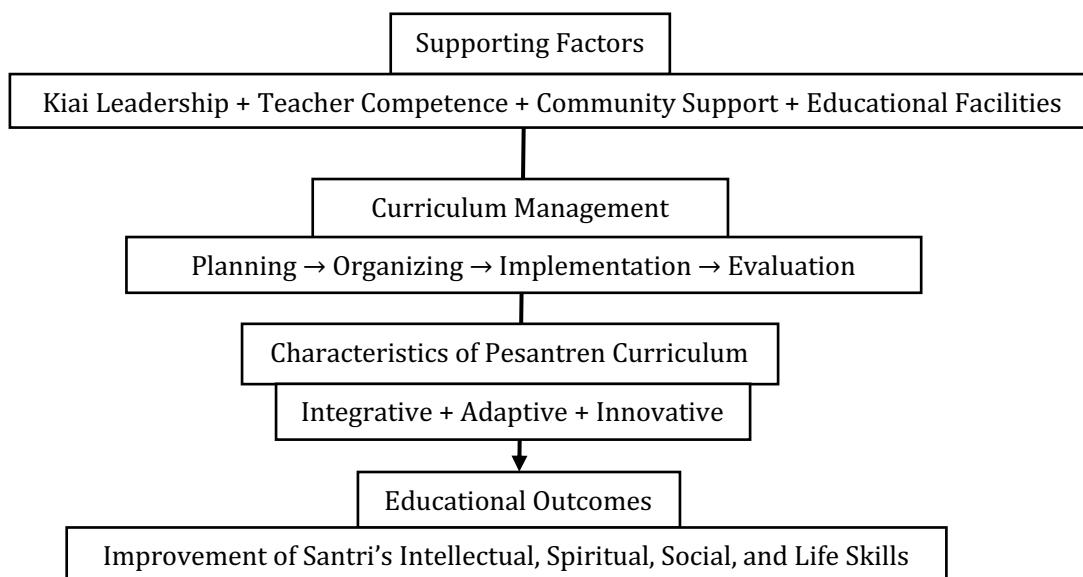 Supporting Factors
Kiai Leadership + Teacher Competence + Community Support + Educational Facilities
Curriculum Management
Planning → Organizing → Implementation → Evaluation
Characteristics of Pesantren Curriculum
Integrative + Adaptive + Innovative
Educational Outcomes
Improvement of Santri’s Intellectual, Spiritual, Social, and Life Skills